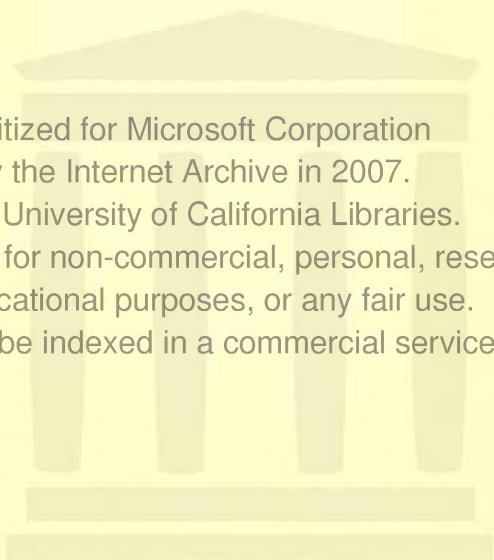 itized for Microsoft Corporation
the Internet Archive in 2007.
University of California Libraries.
for non-commercial, personal, rese
cational purposes, or any fair use.
be indexed in a commercial service